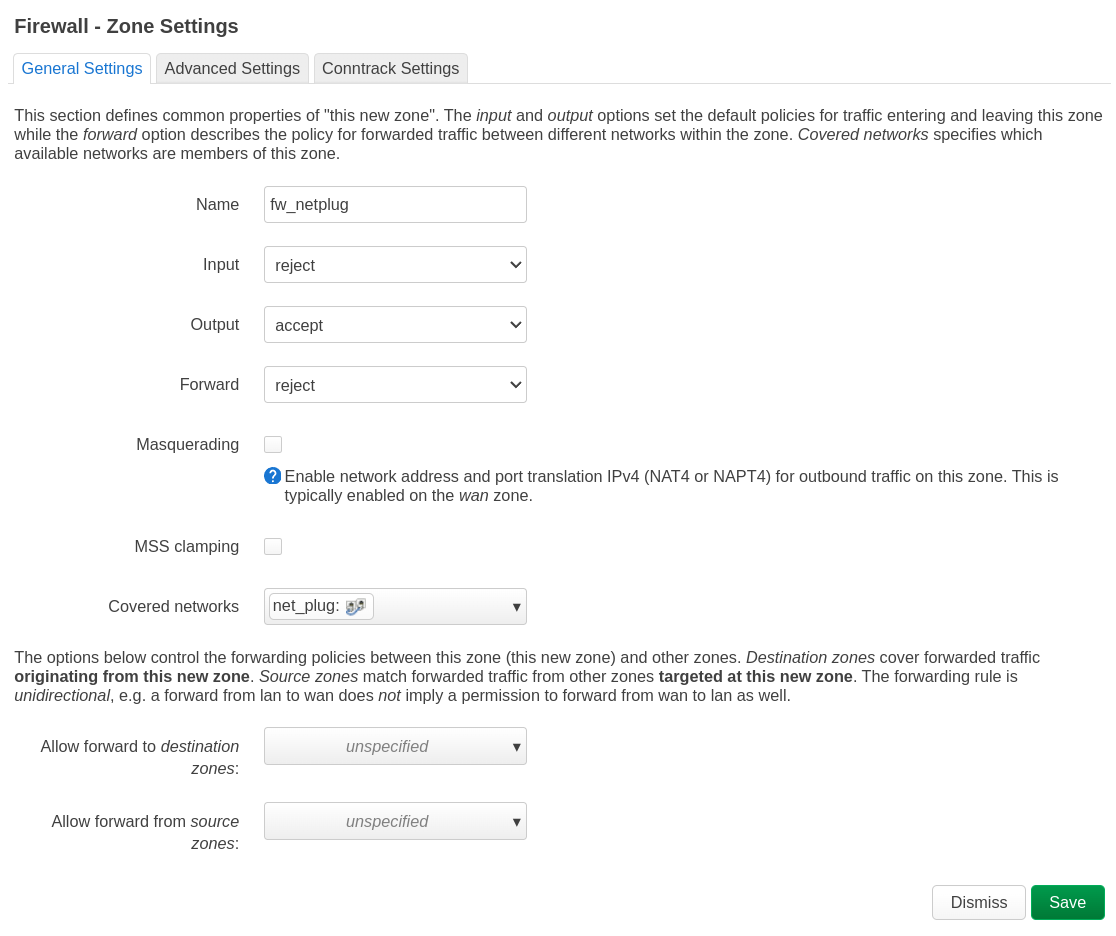 Firewall - Zone Settings
General Settings
Advanced Settings
Conntrack Settings
This section defines common properties of "this new zone". The input and output options set the default policies for traffic entering and leaving this zone
while the forward option describes the policy for forwarded traffic between different networks within the zone. Covered networks specifies which
available networks are members of this zone.
Name
fw_netplug
Input
reject
Output
accept
Forward
reject
Masquerading
? Enable network address and port translation IPv4 (NAT4 or NAPT4) for outbound traffic on this zone. This is
typically enabled on the wan zone.
MSS clamping
Covered networks
net_plug:
The options below control the forwarding policies between this zone (this new zone) and other zones. Destination zones cover forwarded traffic
originating from this new zone. Source zones match forwarded traffic from other zones targeted at this new zone. The forwarding rule is
unidirectional, e.g. a forward from lan to wan does not imply a permission to forward from wan to lan as well.
Allow forward to destination
zones:
unspecified
Allow forward from source
zones:
unspecified
Dismiss
Save